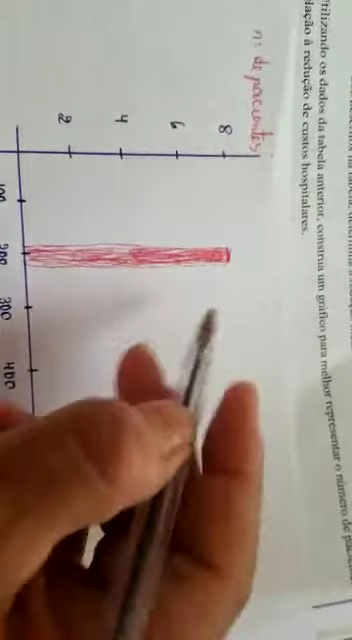 Utilizando os dados da tabela anterior, construa um gráfico para melhor representar o número de
relação à redução de custos hospitalares.
nº de pacientes
8
6
4
2
200
300
400